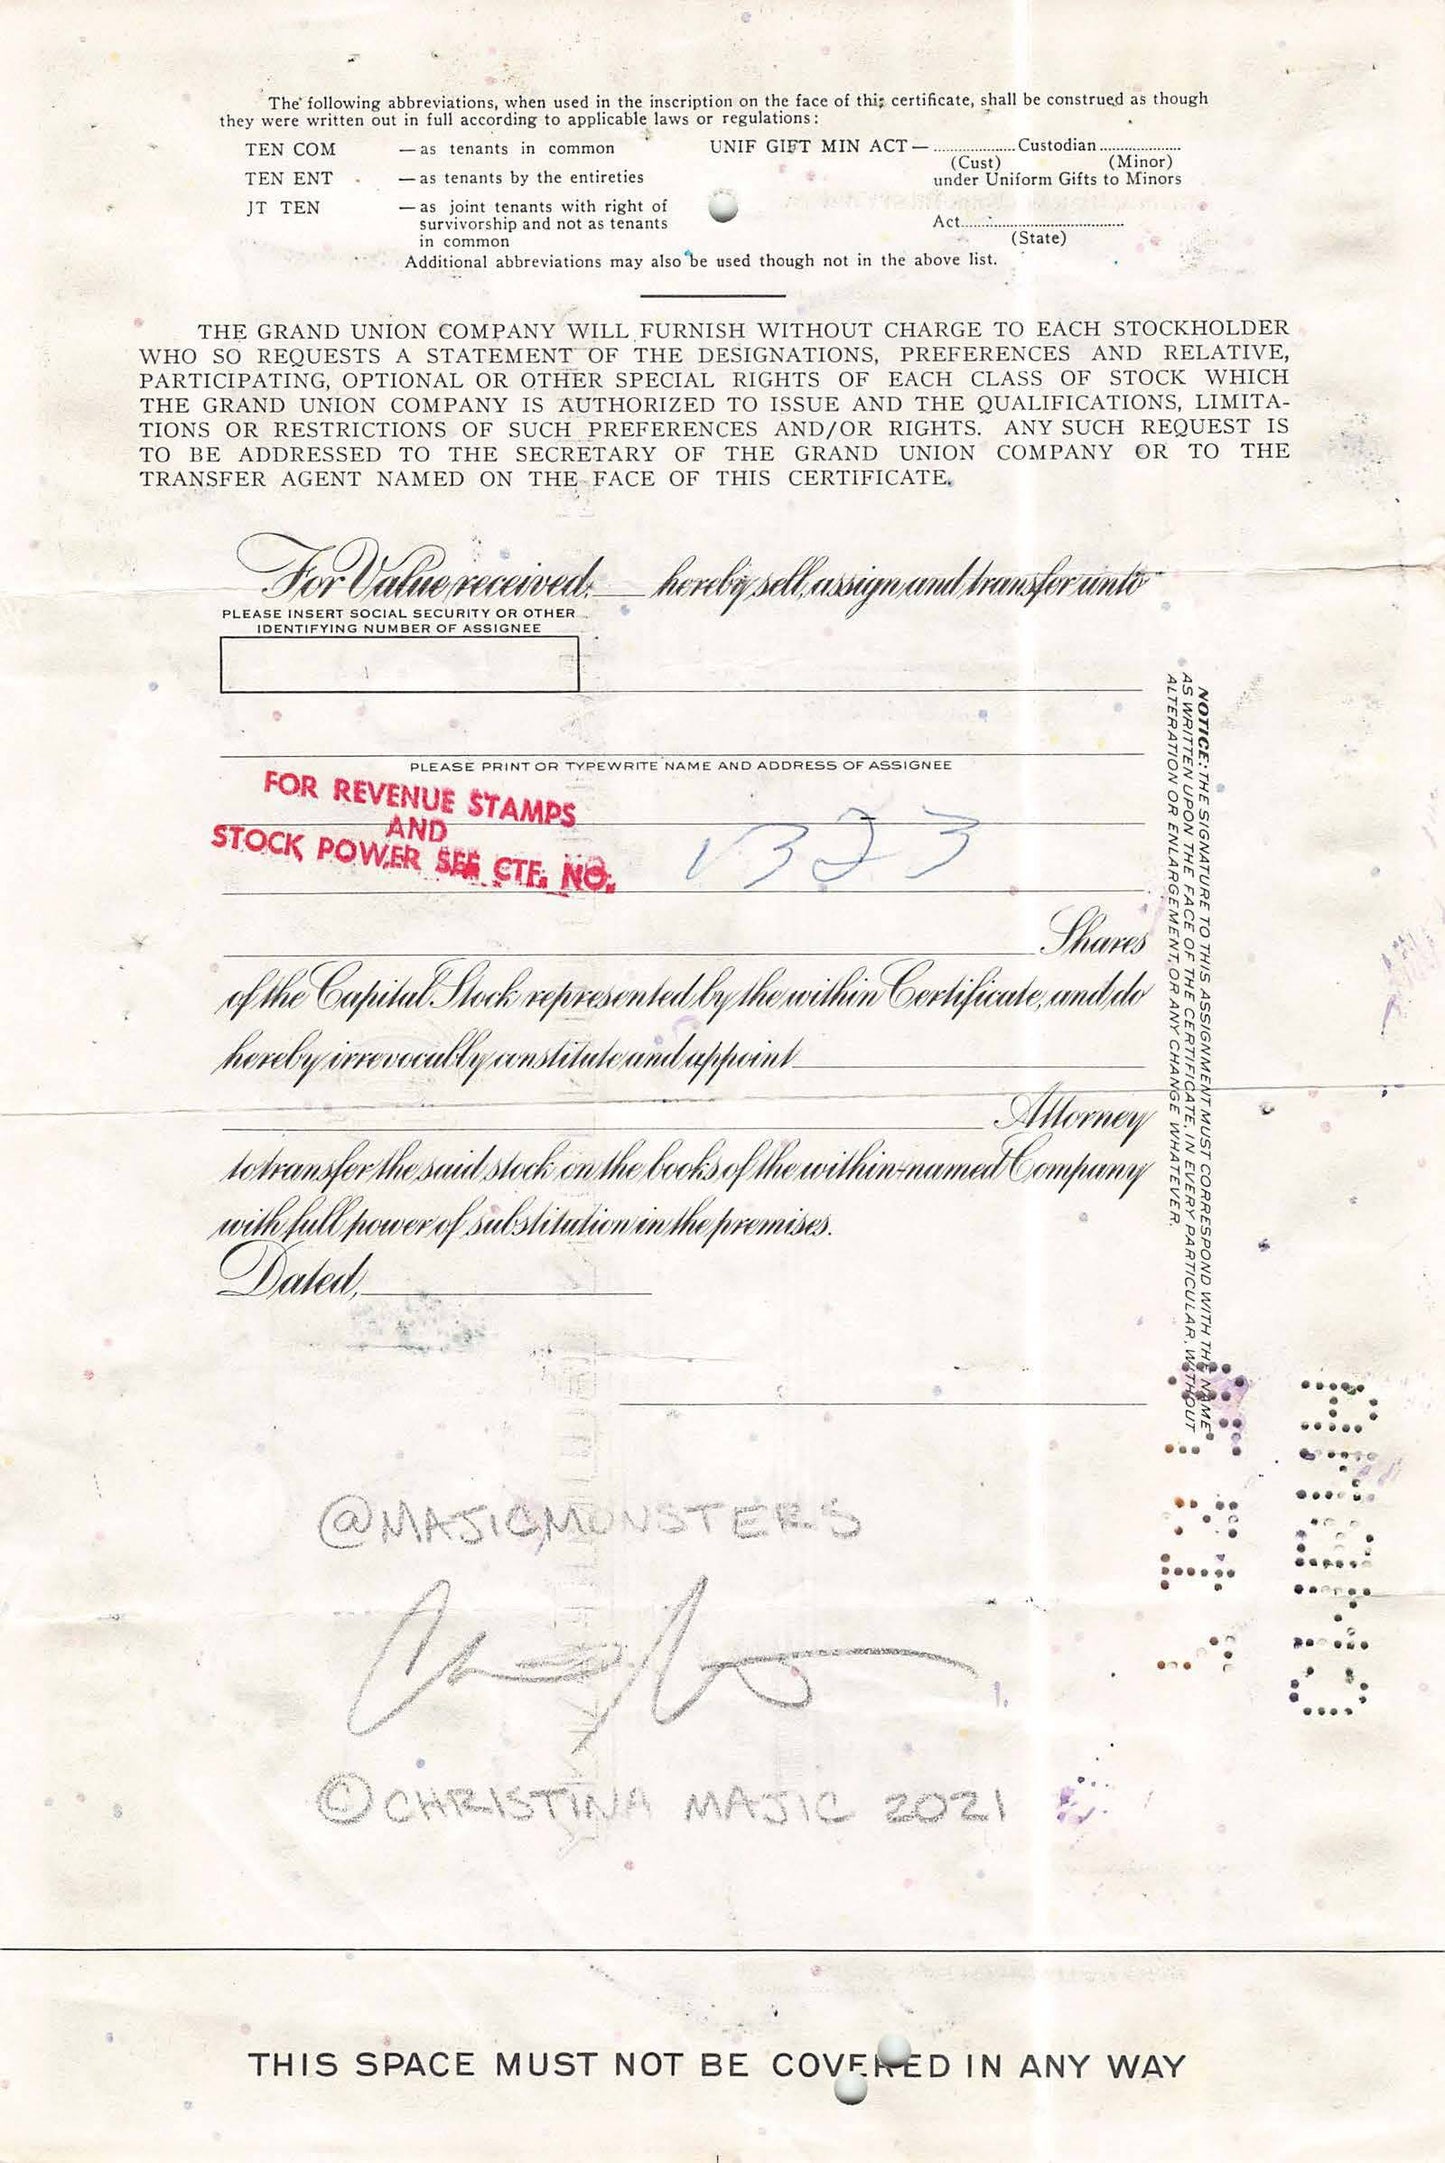 The following abbreviations, when used in the inscription on the face of this certificate, shall be construed as though
they were written out in full according to applicable laws or regulations:
TEN COM — as tenants in common
TEN ENT — as tenants by the entireties
JT TEN — as joint tenants with right of
survivorship and not as tenants
in common
UNIF GIFT MIN ACT — ....................Custodian....................
(Cust) (Minor)
under Uniform Gifts to Minors
Act........................................
(State)
Additional abbreviations may also be used though not in the above list.
THE GRAND UNION COMPANY WILL FURNISH WITHOUT CHARGE TO EACH STOCKHOLDER
WHO SO REQUESTS A STATEMENT OF THE DESIGNATIONS, PREFERENCES AND RELATIVE,
PARTICIPATING, OPTIONAL OR OTHER SPECIAL RIGHTS OF EACH CLASS OF STOCK WHICH
THE GRAND UNION COMPANY IS AUTHORIZED TO ISSUE AND THE QUALIFICATIONS, LIMITA-
TIONS OR RESTRICTIONS OF SUCH PREFERENCES AND/OR RIGHTS. ANY SUCH REQUEST IS
TO BE ADDRESSED TO THE SECRETARY OF THE GRAND UNION COMPANY OR TO THE
TRANSFER AGENT NAMED ON THE FACE OF THIS CERTIFICATE.
For Value received, ____ hereby sell, assign and transfer unto
PLEASE INSERT SOCIAL SECURITY OR OTHER
IDENTIFYING NUMBER OF ASSIGNEE
PLEASE PRINT OR TYPEWRITE NAME AND ADDRESS OF ASSIGNEE
FOR REVENUE STAMPS
AND
STOCK POWER SEE CTF. NO.
Shares
of the Capital Stock represented by the within Certificate, and do
hereby irrevocably constitute and appoint
Attorney
to transfer the said stock on the books of the within-named Company
with full power of substitution in the premises.
Dated,
NOTICE: THE SIGNATURE TO THIS ASSIGNMENT MUST CORRESPOND WITH THE NAME
AS WRITTEN UPON THE FACE OF THE CERTIFICATE, IN EVERY PARTICULAR, WITHOUT
ALTERATION OR ENLARGEMENT, OR ANY CHANGE WHATEVER.
@MAJICMONSTERS
©CHRISTINA MAJIC 2021
THIS SPACE MUST NOT BE COVERED IN ANY WAY